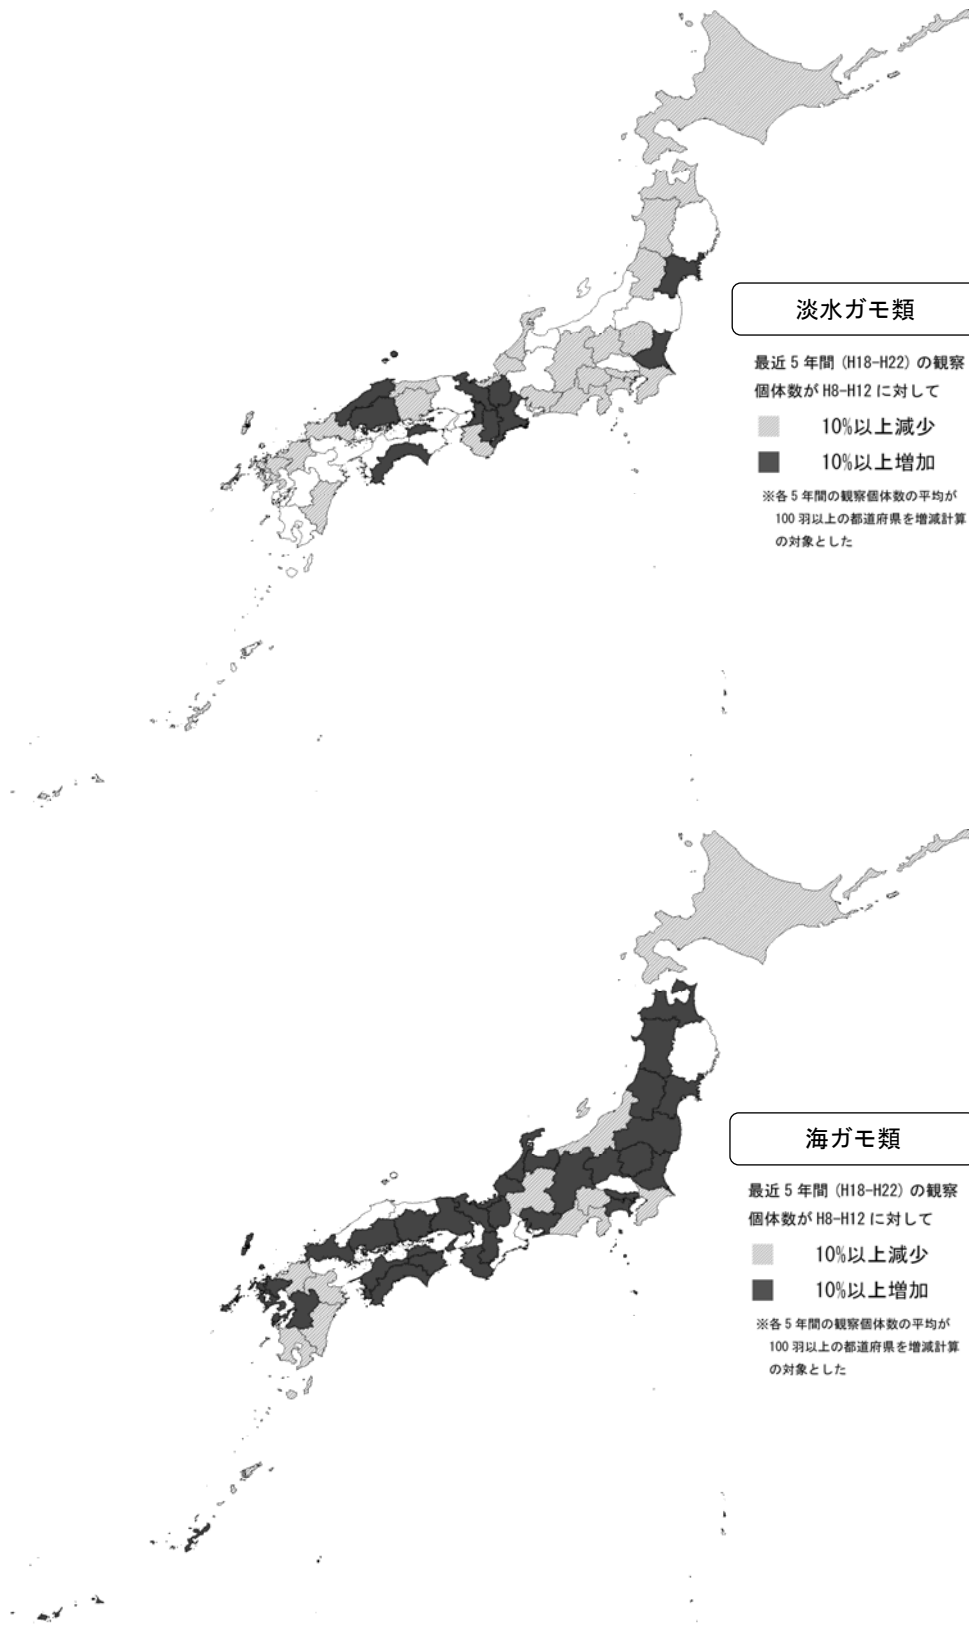 淡水ガモ類
最近5年間(H18-H22)の観察
個体数がH8-H12に対して
10%以上減少
10%以上増加
※各5年間の観察個体数の平均が
100羽以上の都道府県を増減計算
の対象とした
海ガモ類
最近5年間(H18-H22)の観察
個体数がH8-H12に対して
10%以上減少
10%以上増加
※各5年間の観察個体数の平均が
100羽以上の都道府県を増減計算
の対象とした